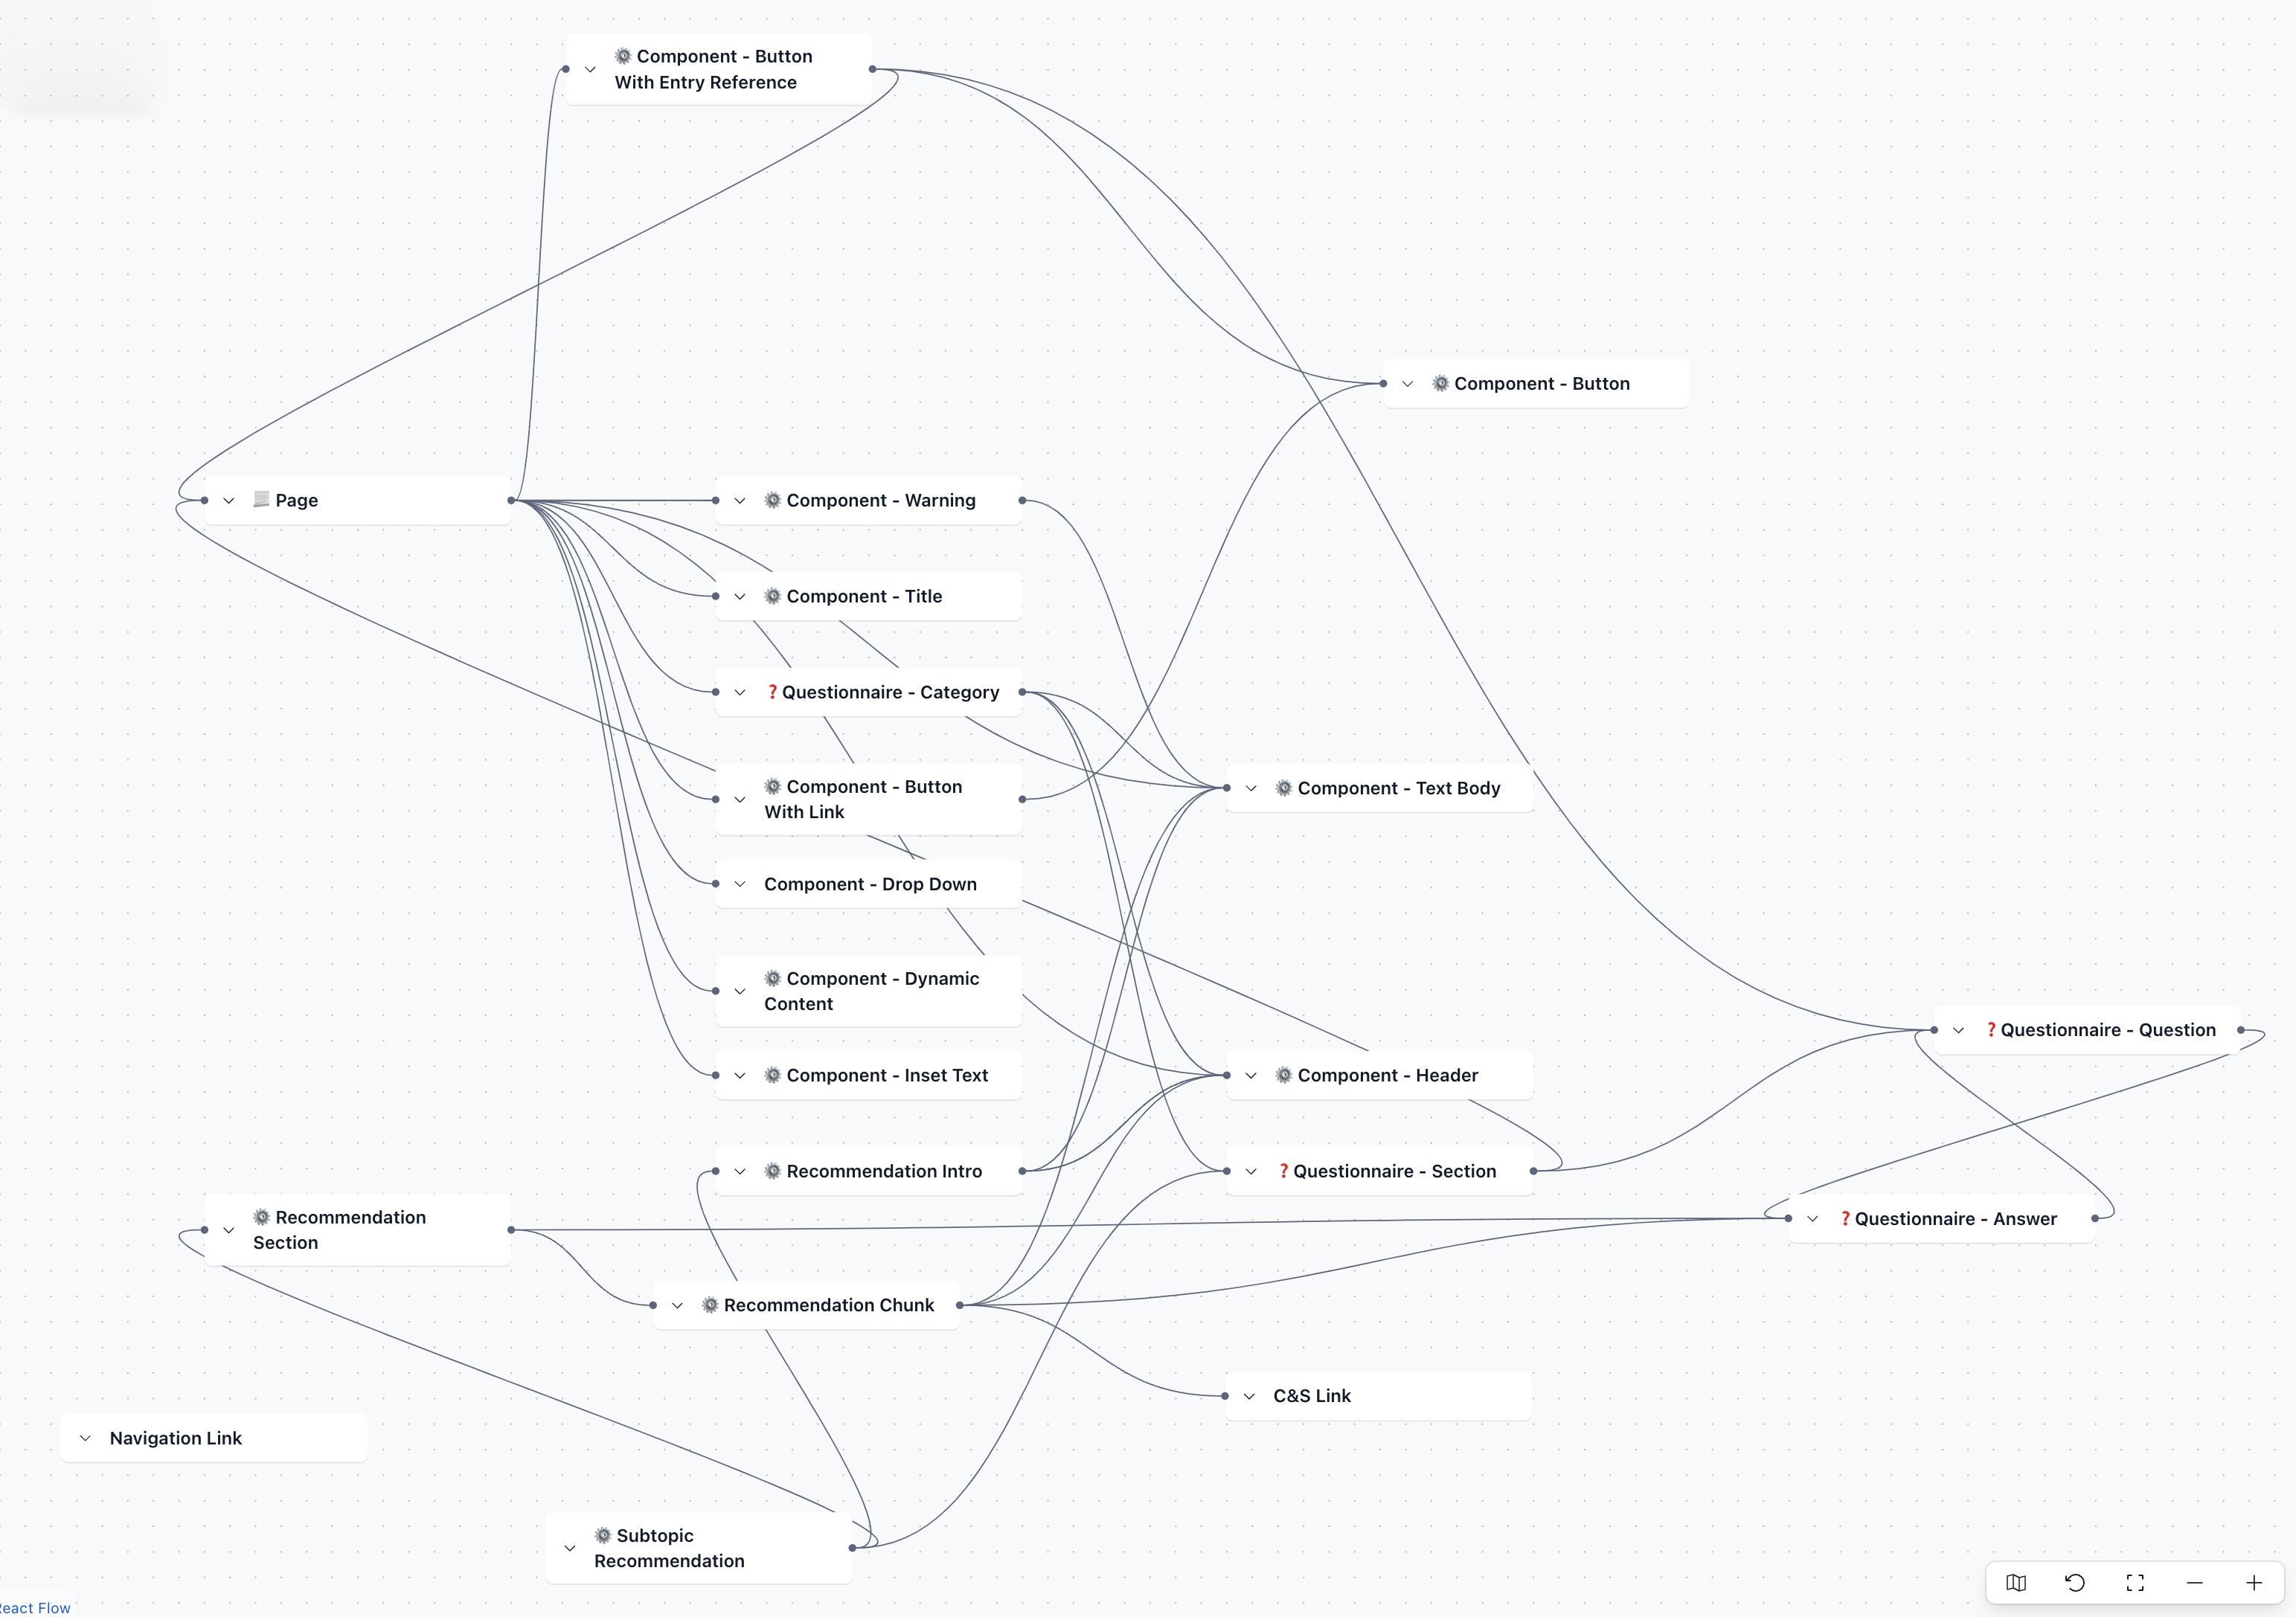 Component - Button
With Entry Reference
Component - Button
Page
Component - Warning
Component - Title
Questionnaire - Category
Component - Button
With Link
Component - Text Body
Component - Drop Down
Component - Dynamic
Content
Questionnaire - Question
Component - Inset Text
Component - Header
Recommendation Intro
Questionnaire - Section
Recommendation
Section
Questionnaire - Answer
Recommendation Chunk
C&S Link
Navigation Link
Subtopic
Recommendation
React Flow